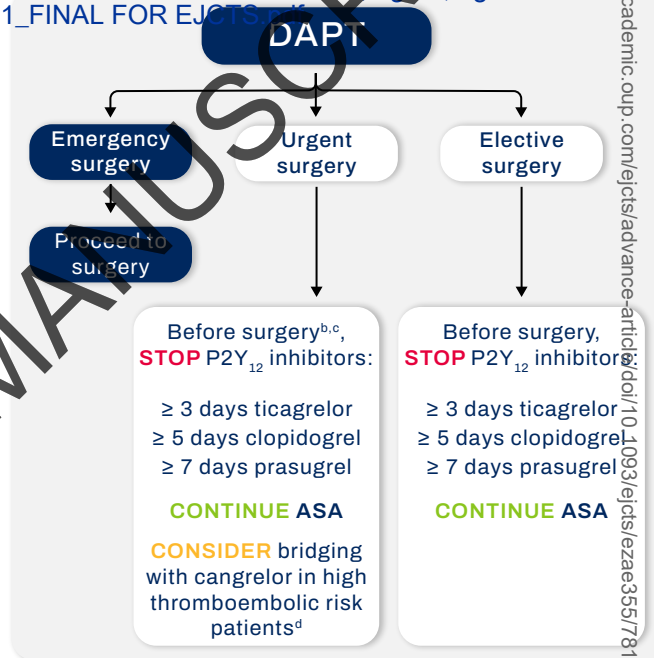 1_FINAL FOR EJCTS.pdf
DAPT
Emergency
surgery
Urgent
surgery
Elective
surgery
Proceed to
surgery
Before surgeryᵇ,ᶜ,
STOP P2Y₁₂ inhibitors:
≥ 3 days ticagrelor
≥ 5 days clopidogrel
≥ 7 days prasugrel
CONTINUE ASA
CONSIDER bridging
with cangrelor in high
thromboembolic risk
patientsᵈ
Before surgery,
STOP P2Y₁₂ inhibitors:
≥ 3 days ticagrelor
≥ 5 days clopidogrel
≥ 7 days prasugrel
CONTINUE ASA
MANUSCR
cademic.oup.com/ejcts/advance-article/doi/10.1093/ejcts/ezae355/781